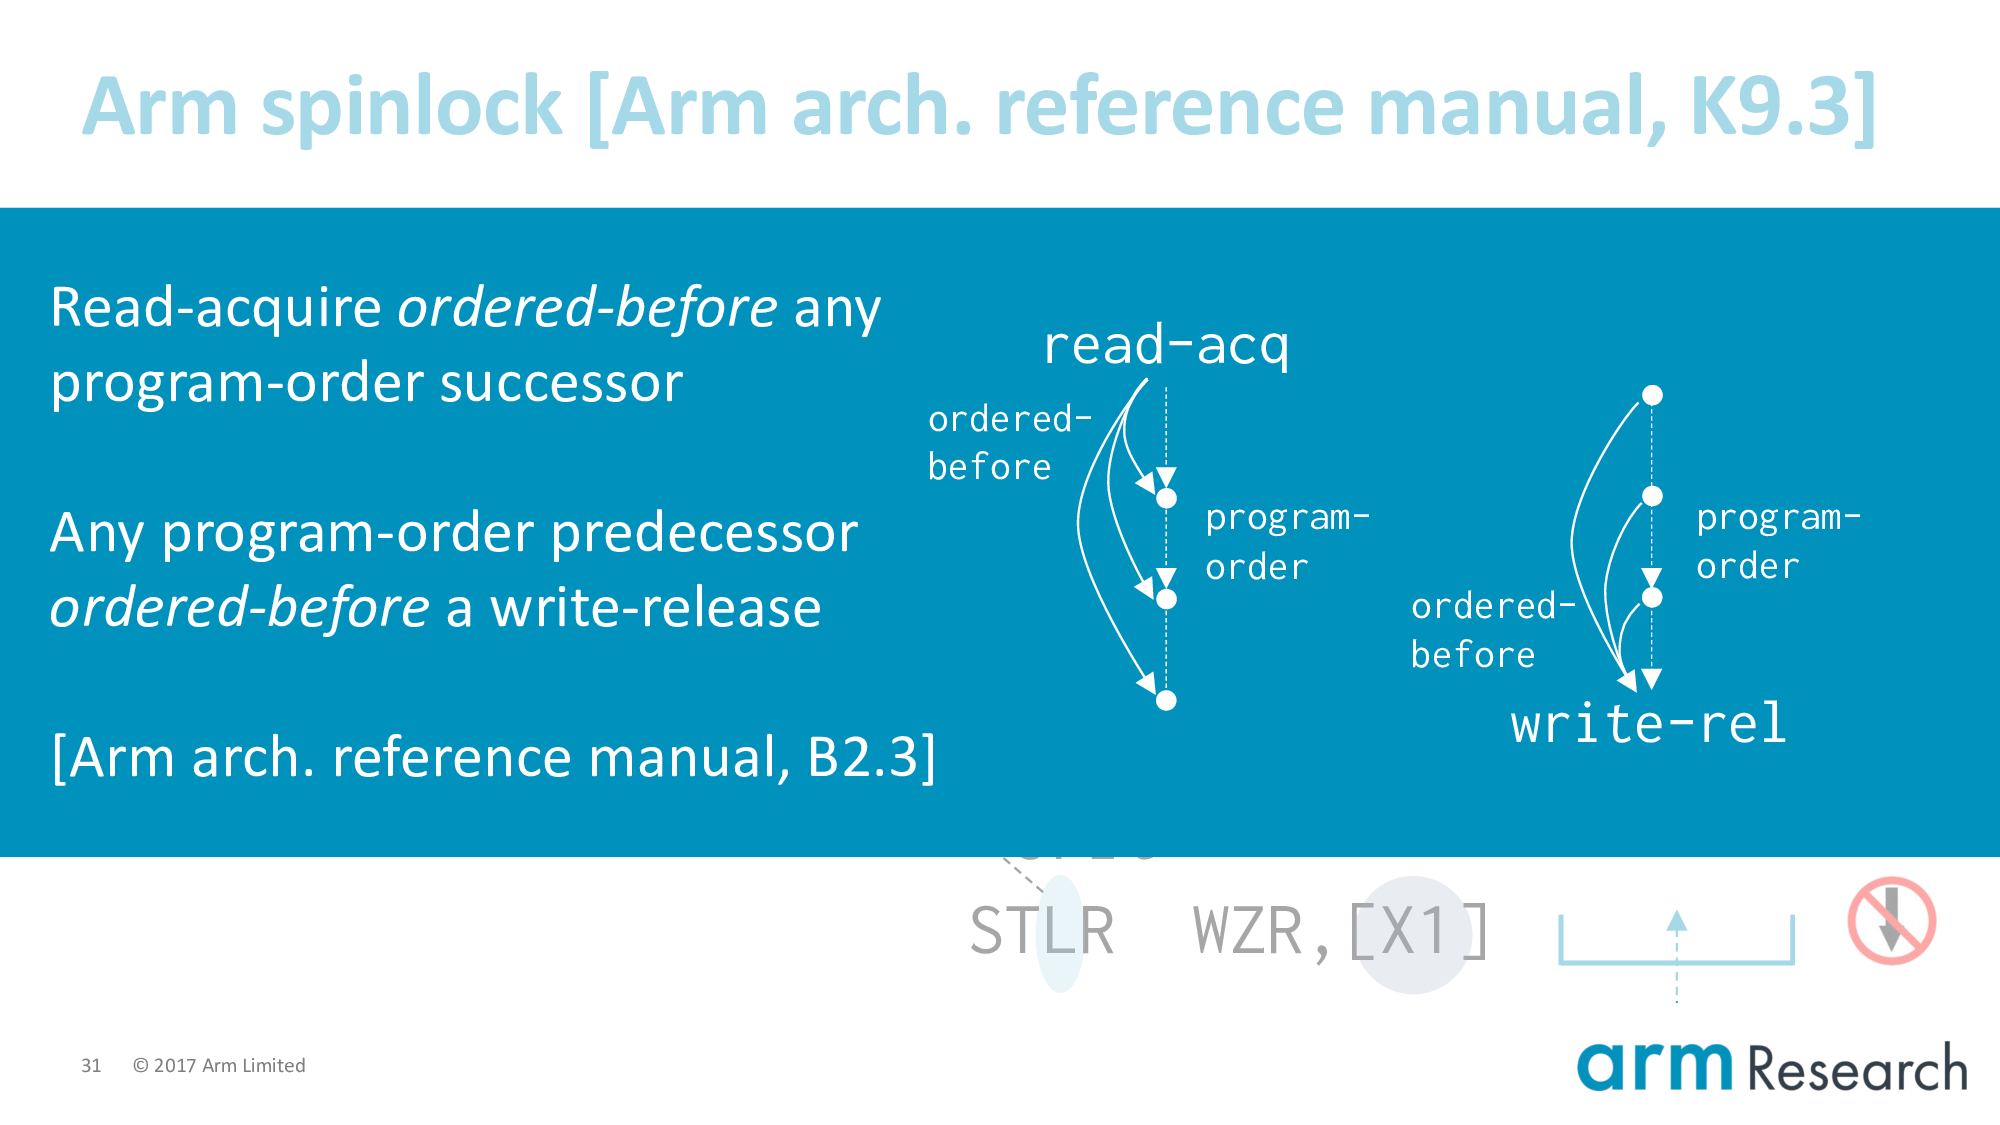 Arm spinlock [Arm arch. reference manual, K9.3]
Read-acquire ordered-before any
program-order successor
Any program-order predecessor
ordered-before a write-release
[Arm arch. reference manual, B2.3]
read-acq
ordered-
before
program-
order
program-
order
ordered-
before
write-rel
STLR WZR,[X1]
31 © 2017 Arm Limited
arm Research